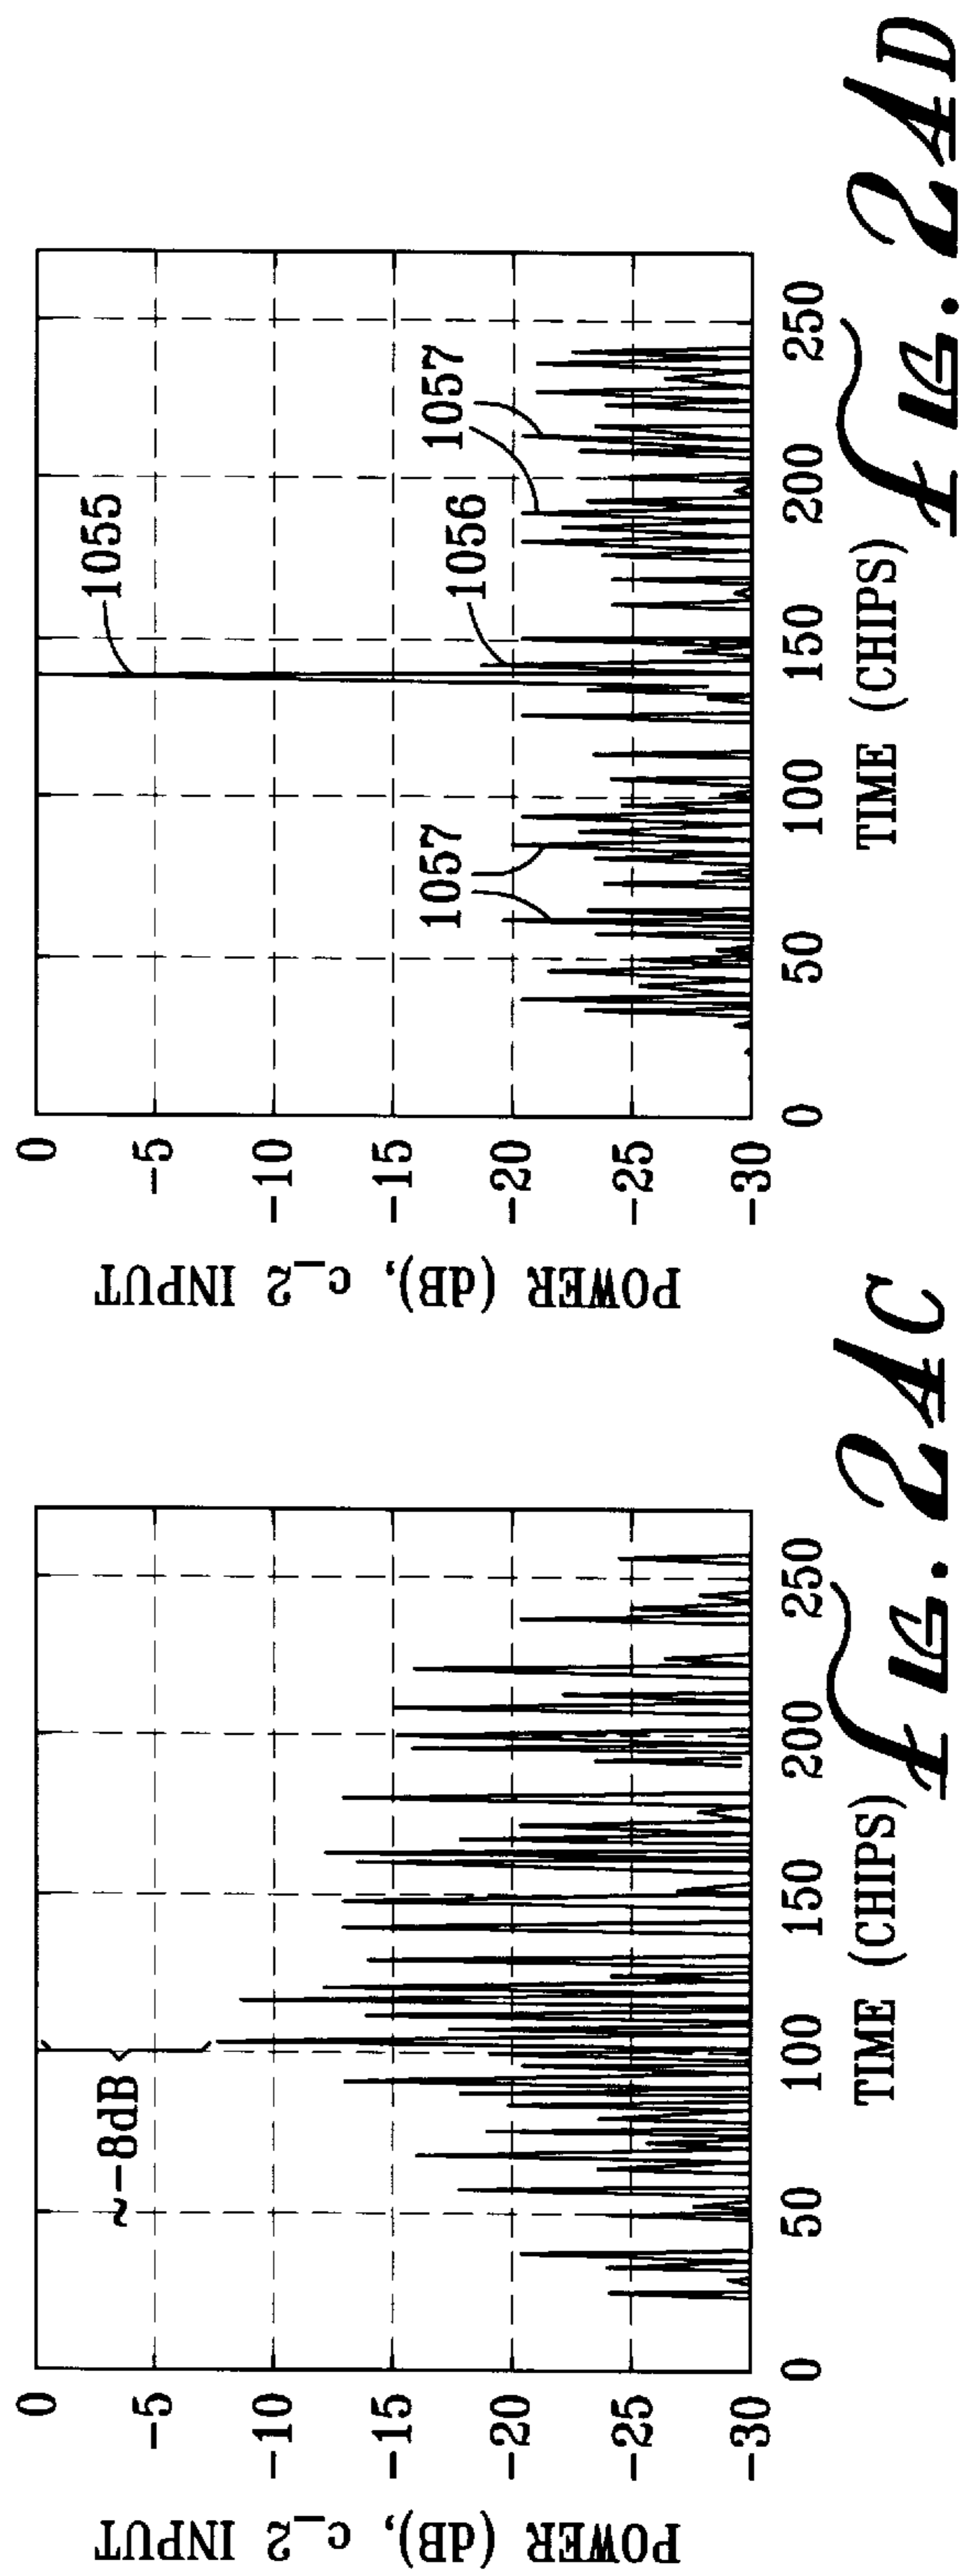 POWER (dB), c_2 INPUT
0
-5
-10
-15
-20
-25
-30
~-8dB
0 50 100 150 200 250
TIME (CHIPS)
FIG. 24C
POWER (dB), c_2 INPUT
0
-5
-10
-15
-20
-25
-30
1055
1056
1057
1057
0 50 100 150 200 250
TIME (CHIPS)
FIG. 24D